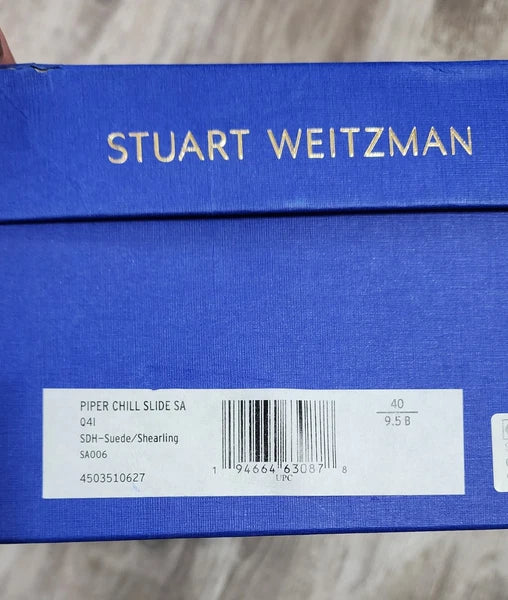 STUART WEITZMAN
PIPER CHILL SLIDE SA
Q4I
SDH-Suede/Shearling
SA006
4503510627
40
9.5 B
1 94664 63087 8
UPC